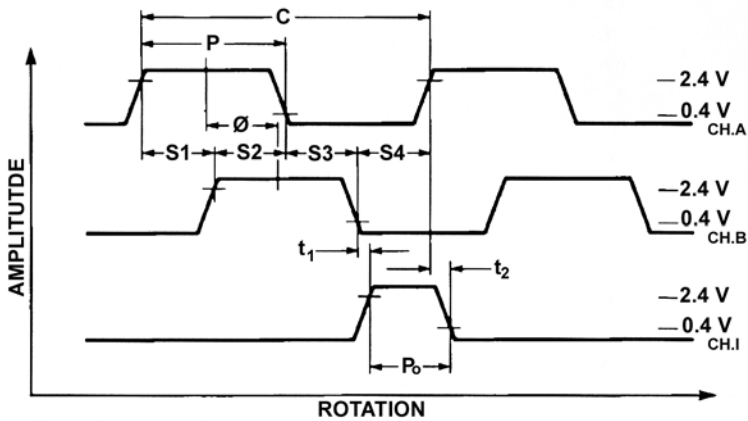 C
P
2.4 V
0.4 V
CH.A
Ø
S1 S2 S3 S4
2.4 V
0.4 V
CH.B
t1
t2
2.4 V
0.4 V
CH.I
Po
AMPLITUTDE
ROTATION